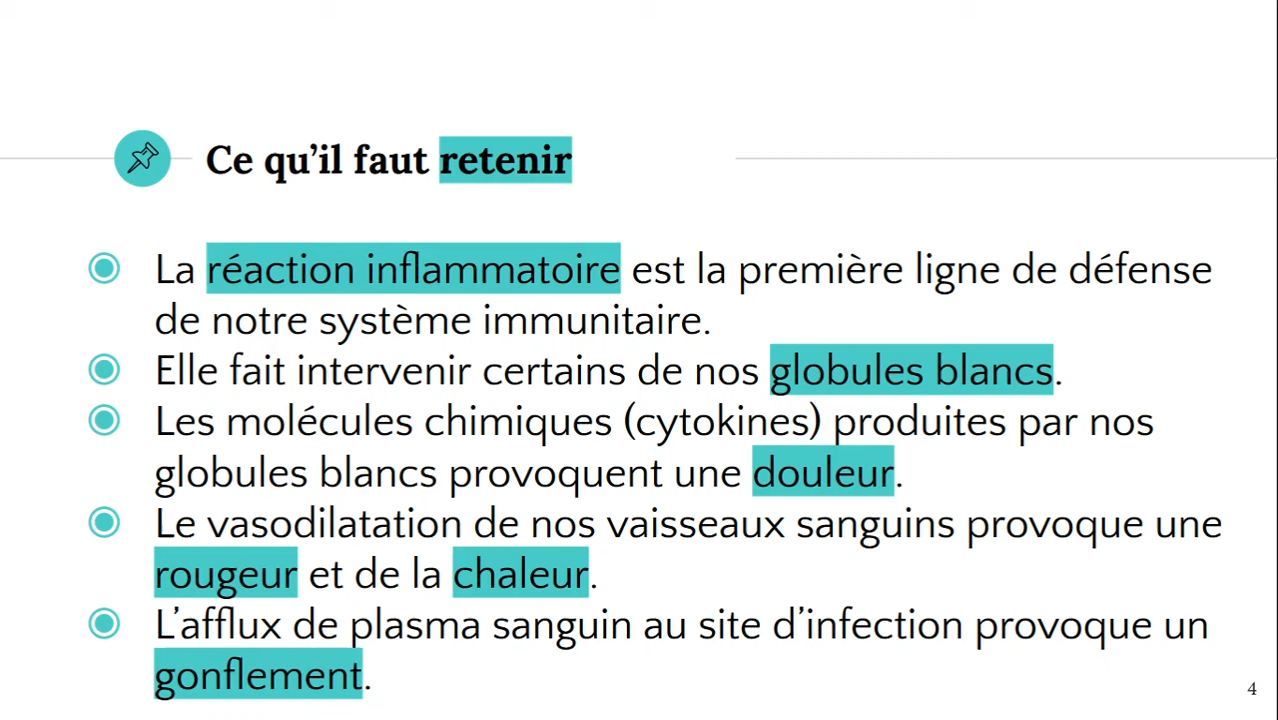 Ce qu’il faut retenir
La réaction inflammatoire est la première ligne de défense
de notre système immunitaire.
Elle fait intervenir certains de nos globules blancs.
Les molécules chimiques (cytokines) produites par nos
globules blancs provoquent une douleur.
Le vasodilatation de nos vaisseaux sanguins provoque une
rougeur et de la chaleur.
L’afflux de plasma sanguin au site d’infection provoque un
gonflement.
4